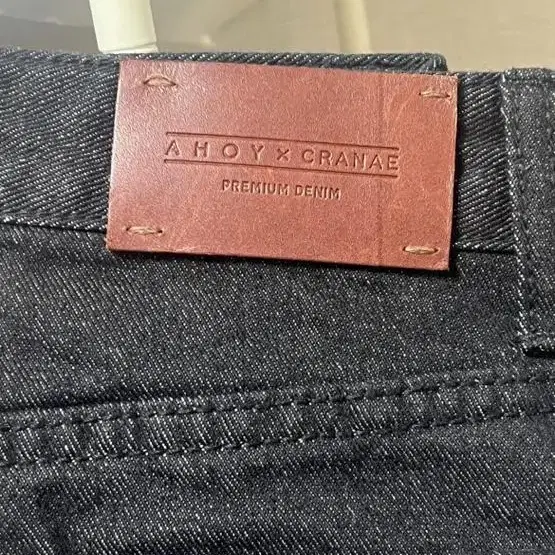 AHOY × CRANAE
PREMIUM DENIM